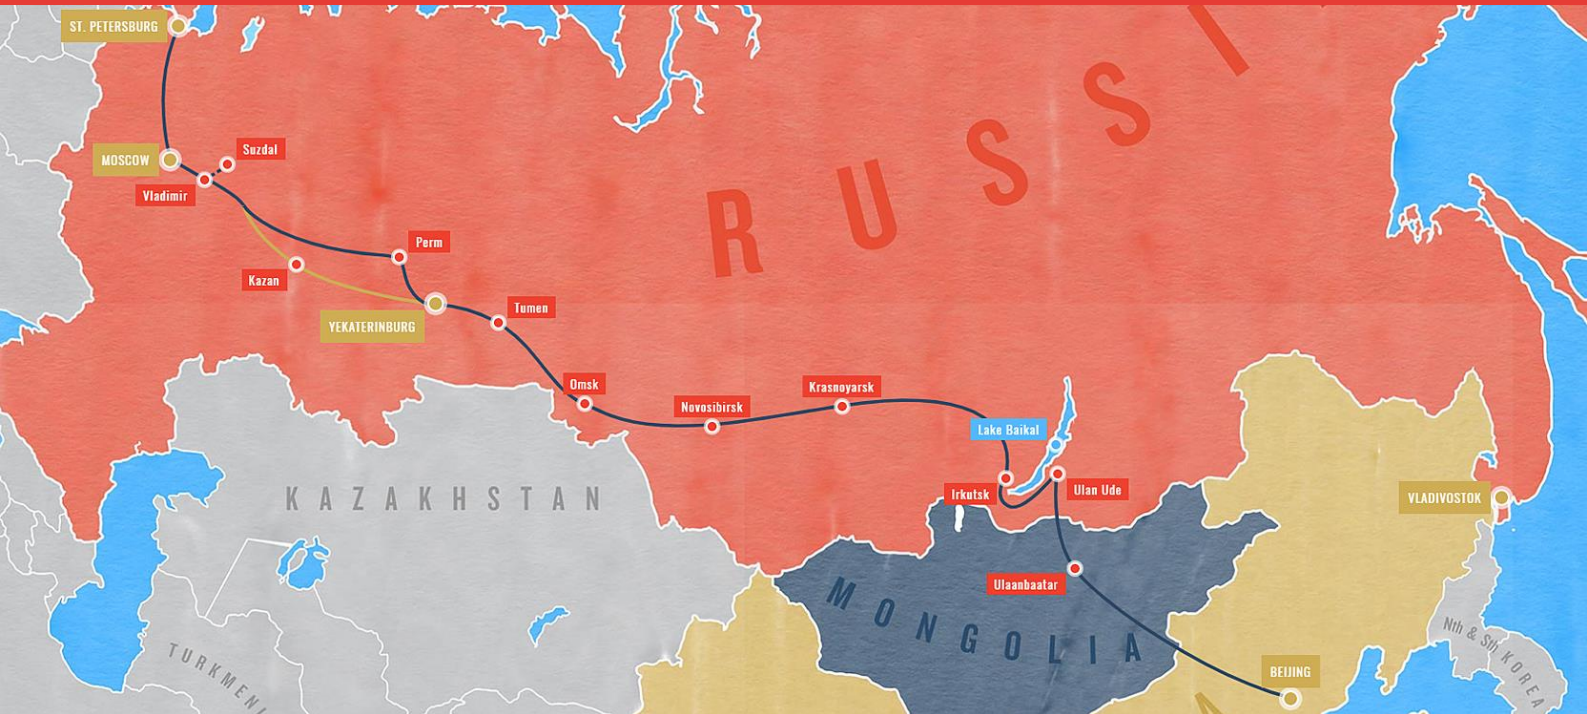 ST. PETERSBURG
RUSSI
MOSCOW
Suzdal
Vladimir
Perm
Kazan
YEKATERINBURG
Tumen
Omsk
Novosibirsk
Krasnoyarsk
Lake Baikal
Irkutsk
Ulan Ude
KAZAKHSTAN
VLADIVOSTOK
Ulaanbaatar
MONGOLIA
Nth & Sth KOREA
TURKMEN
BEIJING